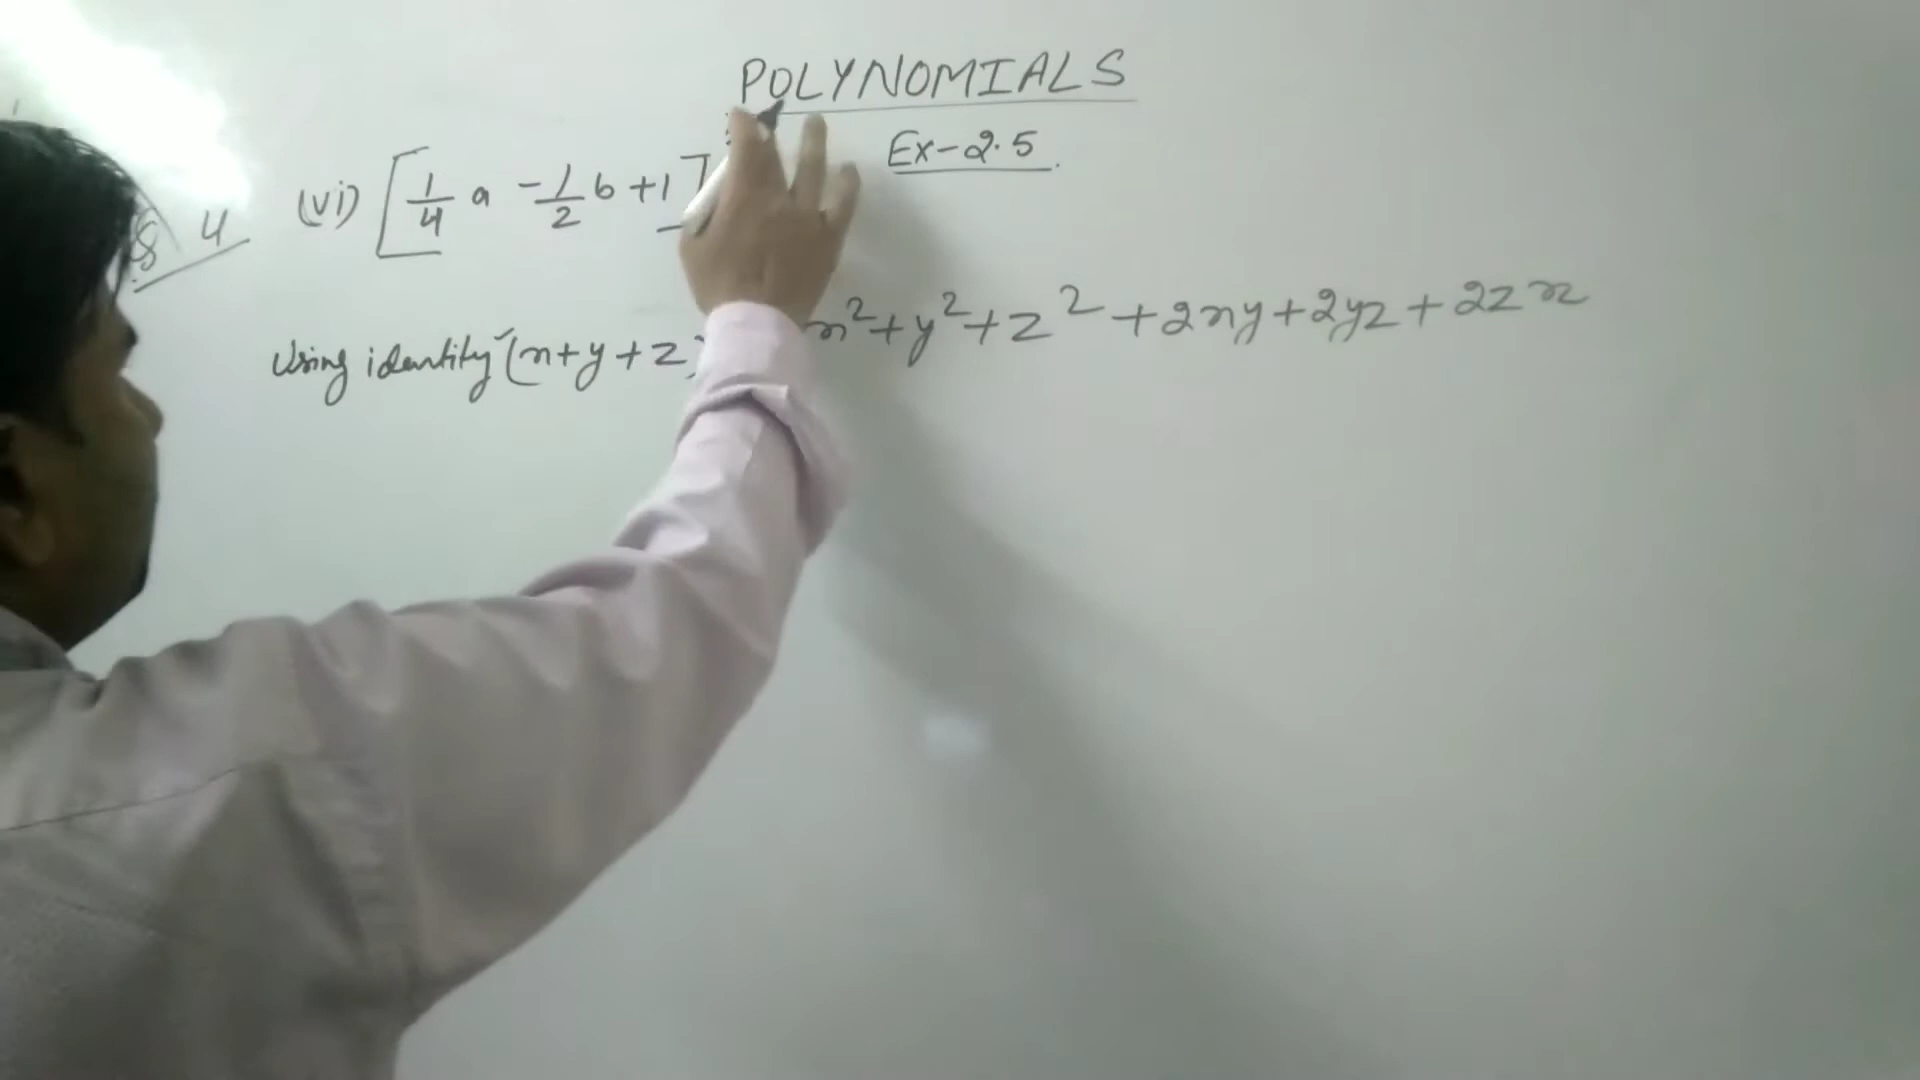 POLYNOMIALS
Ex-2.5
4 (vi) [1/4 a - 1/2 b + 1]
Using identity (x+y+z) x²+y²+z²+2xy+2yz+2zx